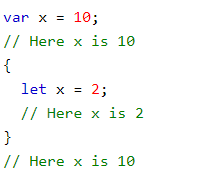 var x = 10;
// Here x is 10
{
  let x = 2;
  // Here x is 2
}
// Here x is 10